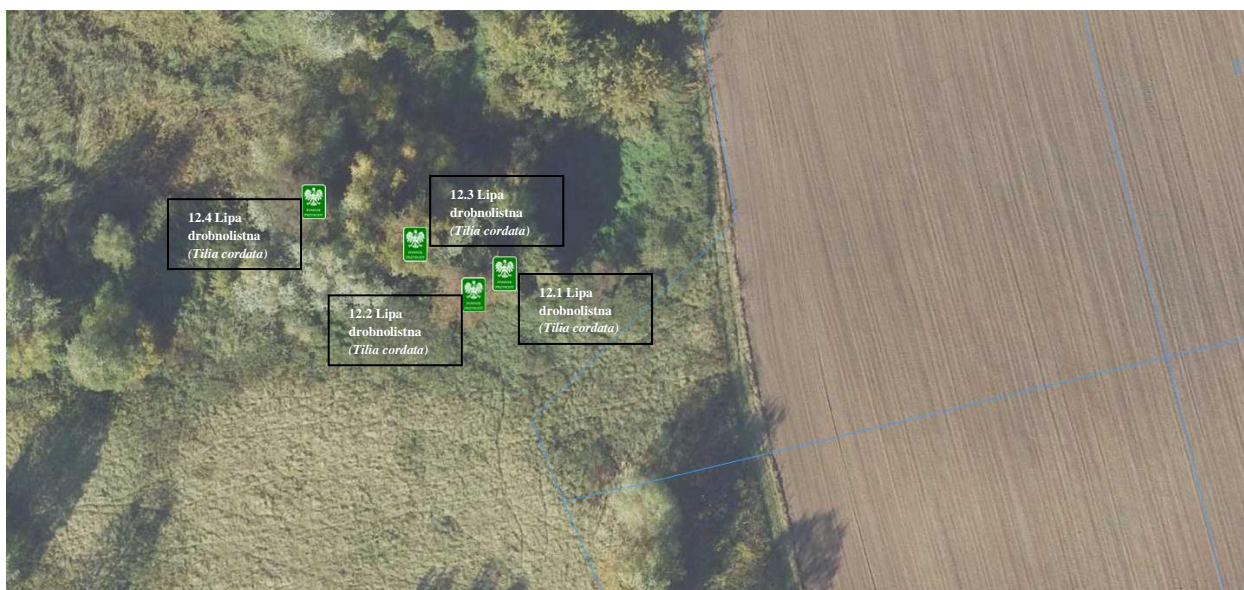 12.3 Lipa
drobnolistna
(Tilia cordata)
12.4 Lipa
drobnolistna
(Tilia cordata)
12.1 Lipa
drobnolistna
(Tilia cordata)
12.2 Lipa
drobnolistna
(Tilia cordata)